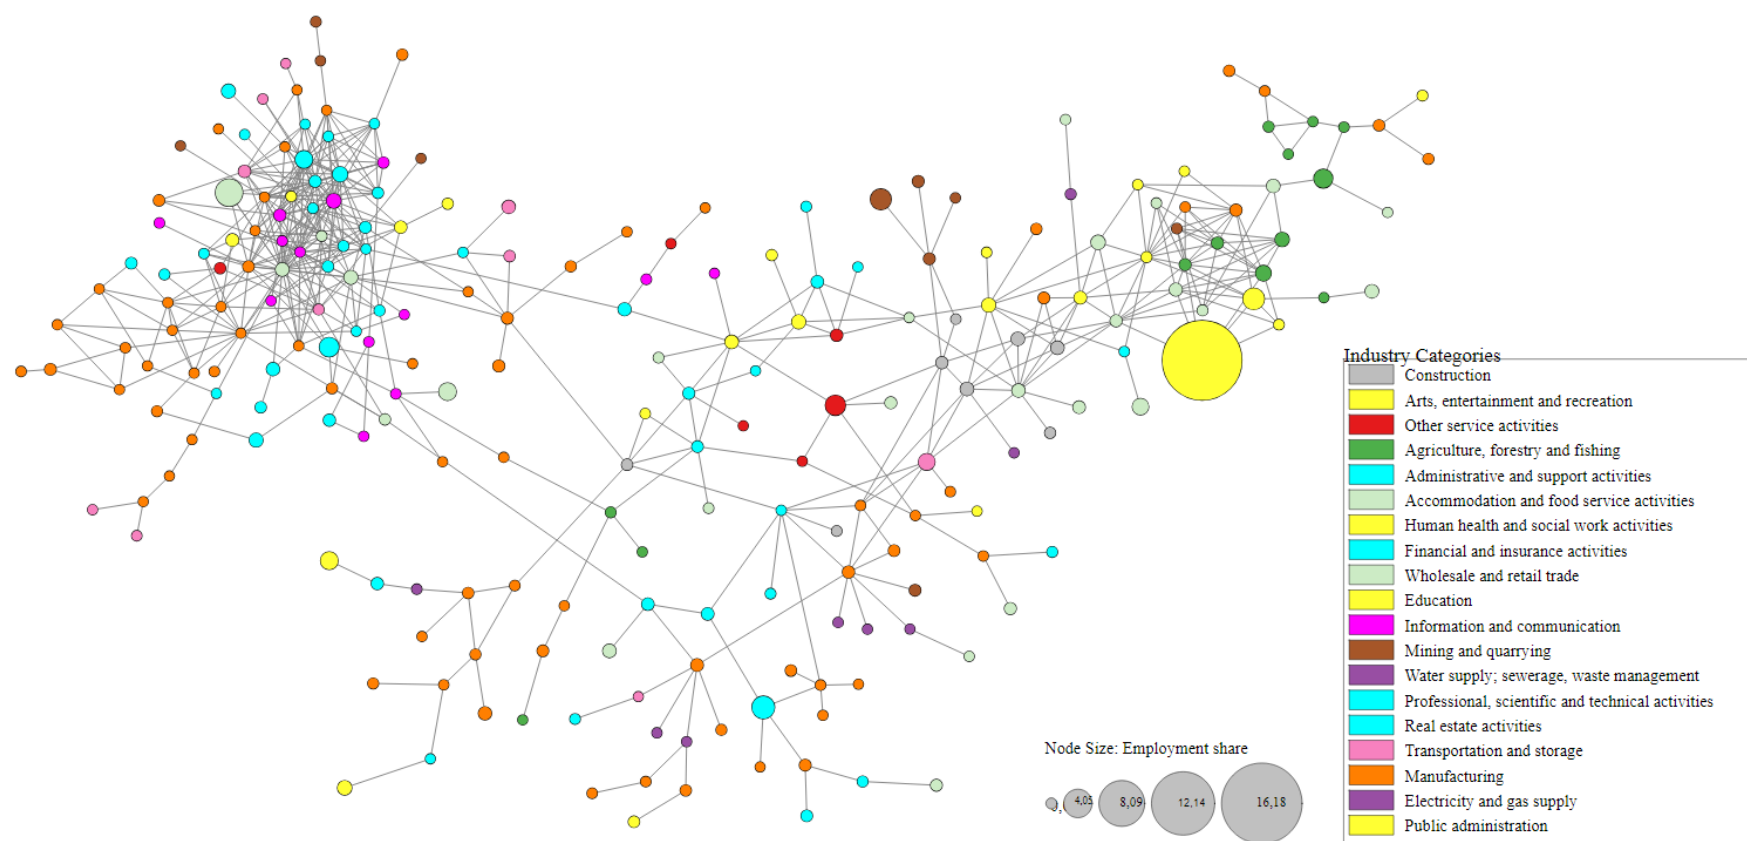 Industry Categories
Construction
Arts, entertainment and recreation
Other service activities
Agriculture, forestry and fishing
Administrative and support activities
Accommodation and food service activities
Human health and social work activities
Financial and insurance activities
Wholesale and retail trade
Education
Information and communication
Mining and quarrying
Water supply; sewerage, waste management
Professional, scientific and technical activities
Real estate activities
Transportation and storage
Manufacturing
Electricity and gas supply
Public administration
Node Size: Employment share
4,05 8,09 12,14 16,18